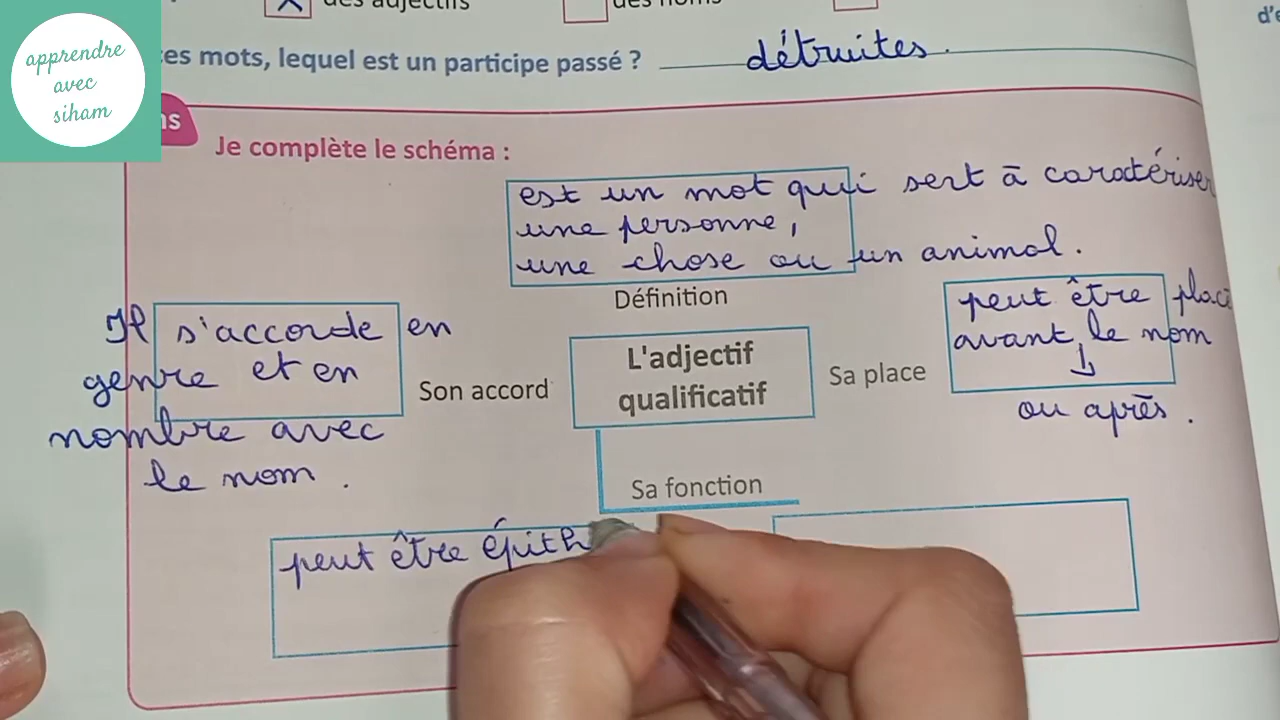 apprendre
avec
siham
des adjectifs
des noms
ces mots, lequel est un participe passé ? détruites.
Je complète le schéma :
est un mot qui sert à caractériser
une personne,
une chose ou un animal.
Définition
Il s'accorde en
genre et en
nombre avec
le nom.
Son accord
L'adjectif
qualificatif
Sa place
peut être placé
avant le nom
ou après.
Sa fonction
peut être épith